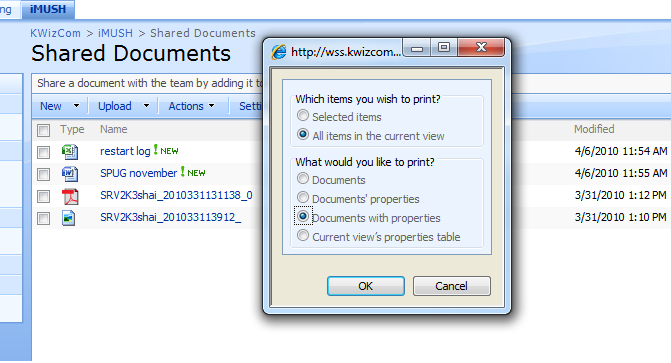 ng
iMUSH
KWizCom > iMUSH > Shared Documents
Shared Documents
Share a document with the team by adding it to
New Upload Actions Setti
Type Name Modified
restart log ! NEW 4/6/2010 11:54 AM
SPUG november ! NEW 4/6/2010 11:55 AM
SRV2K3shai_2010331131138_0 3/31/2010 1:12 PM
SRV2K3shai_201033113912_ 3/31/2010 1:10 PM
http://wss.kwizcom...
Which items you wish to print?
Selected items
All items in the current view
What would you like to print?
Documents
Documents' properties
Documents with properties
Current view's properties table
OK Cancel